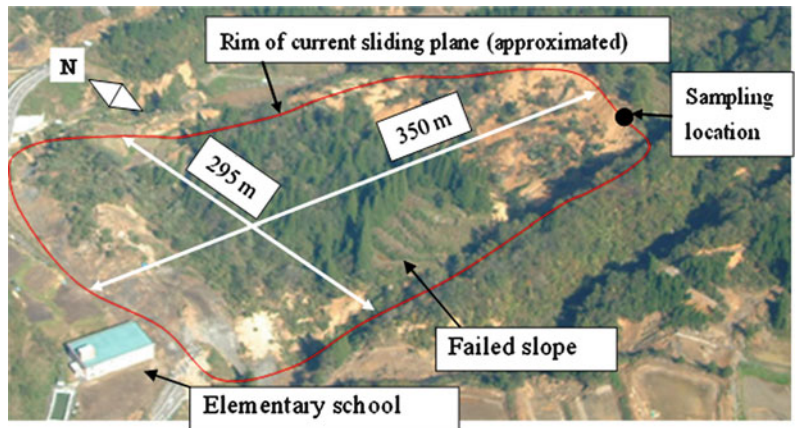 Rim of current sliding plane (approximated)
N
Sampling
location
350 m
295 m
Failed slope
Elementary school